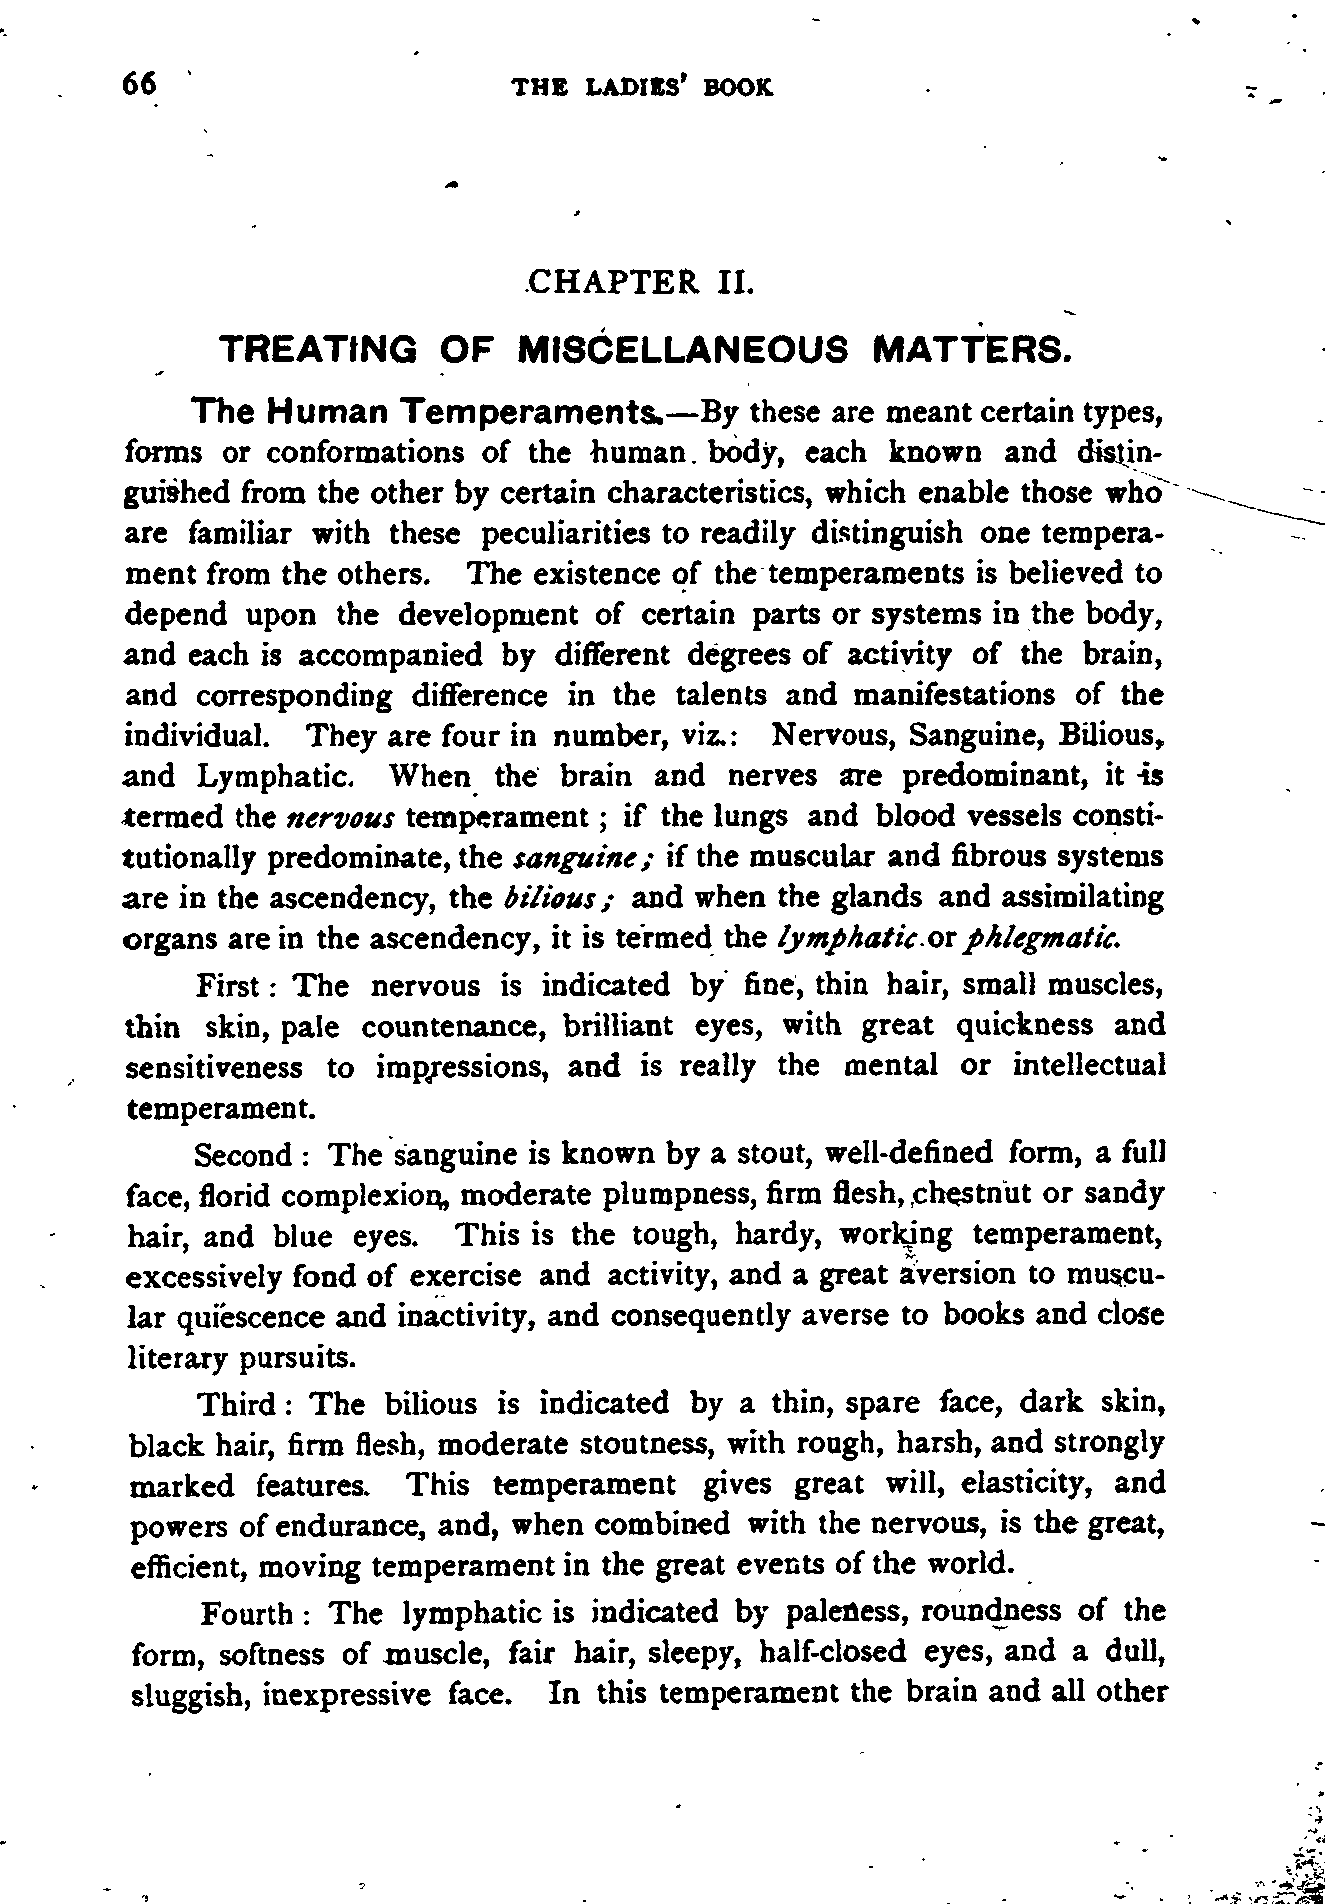 66 THE LADIES' BOOK
CHAPTER II.
TREATING OF MISCELLANEOUS MATTERS.
The Human Temperaments.—By these are meant certain types,
forms or conformations of the human body, each known and distin-
guished from the other by certain characteristics, which enable those who
are familiar with these peculiarities to readily distinguish one tempera-
ment from the others. The existence of the temperaments is believed to
depend upon the development of certain parts or systems in the body,
and each is accompanied by different degrees of activity of the brain,
and corresponding difference in the talents and manifestations of the
individual. They are four in number, viz.: Nervous, Sanguine, Bilious,
and Lymphatic. When the brain and nerves are predominant, it is
termed the nervous temperament ; if the lungs and blood vessels consti-
tutionally predominate, the sanguine ; if the muscular and fibrous systems
are in the ascendency, the bilious ; and when the glands and assimilating
organs are in the ascendency, it is termed the lymphatic or phlegmatic.
First : The nervous is indicated by fine, thin hair, small muscles,
thin skin, pale countenance, brilliant eyes, with great quickness and
sensitiveness to impressions, and is really the mental or intellectual
temperament.
Second : The sanguine is known by a stout, well-defined form, a full
face, florid complexion, moderate plumpness, firm flesh, chestnut or sandy
hair, and blue eyes. This is the tough, hardy, working temperament,
excessively fond of exercise and activity, and a great aversion to muscu-
lar quiescence and inactivity, and consequently averse to books and close
literary pursuits.
Third : The bilious is indicated by a thin, spare face, dark skin,
black hair, firm flesh, moderate stoutness, with rough, harsh, and strongly
marked features. This temperament gives great will, elasticity, and
powers of endurance, and, when combined with the nervous, is the great,
efficient, moving temperament in the great events of the world.
Fourth : The lymphatic is indicated by paleness, roundness of the
form, softness of muscle, fair hair, sleepy, half-closed eyes, and a dull,
sluggish, inexpressive face. In this temperament the brain and all other